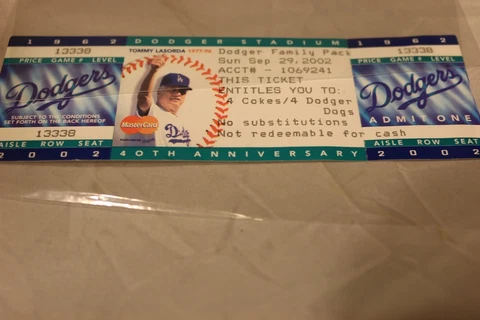 1962
DODGER STADIUM
1962
13338
PRICE GAME# LEVEL
Dodgers
SUBJECT TO THE CONDITIONS
SET FORTH ON THE BACK HEREOF
13338
AISLE ROW SEAT
2002
TOMMY LASORDA 1977-96
MasterCard
Dodgers
Dodger Family Pack
Sun Sep 29,2002
ACCT# - 1069241
THIS TICKET
ENTITLES YOU TO:
4 Cokes/4 Dodger
Dogs
No substitutions
Not redeemable for cash
40TH ANNIVERSARY
13338
PRICE GAME# LEVEL
Dodgers
ADMIT ONE
AISLE ROW SEAT
2002